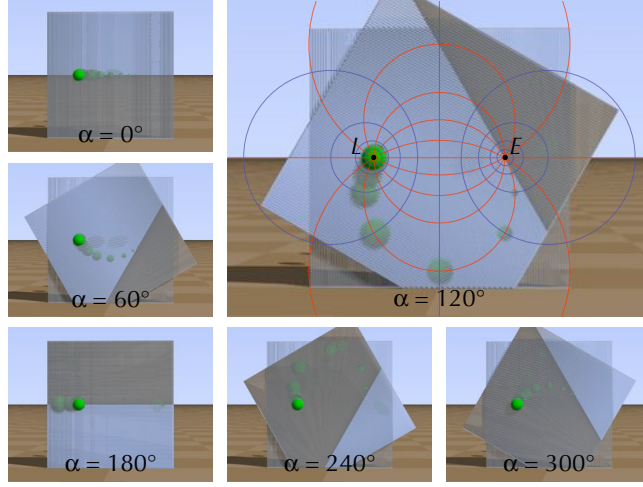 α = 0°
L
E
α = 60°
α = 120°
α = 180°
α = 240°
α = 300°